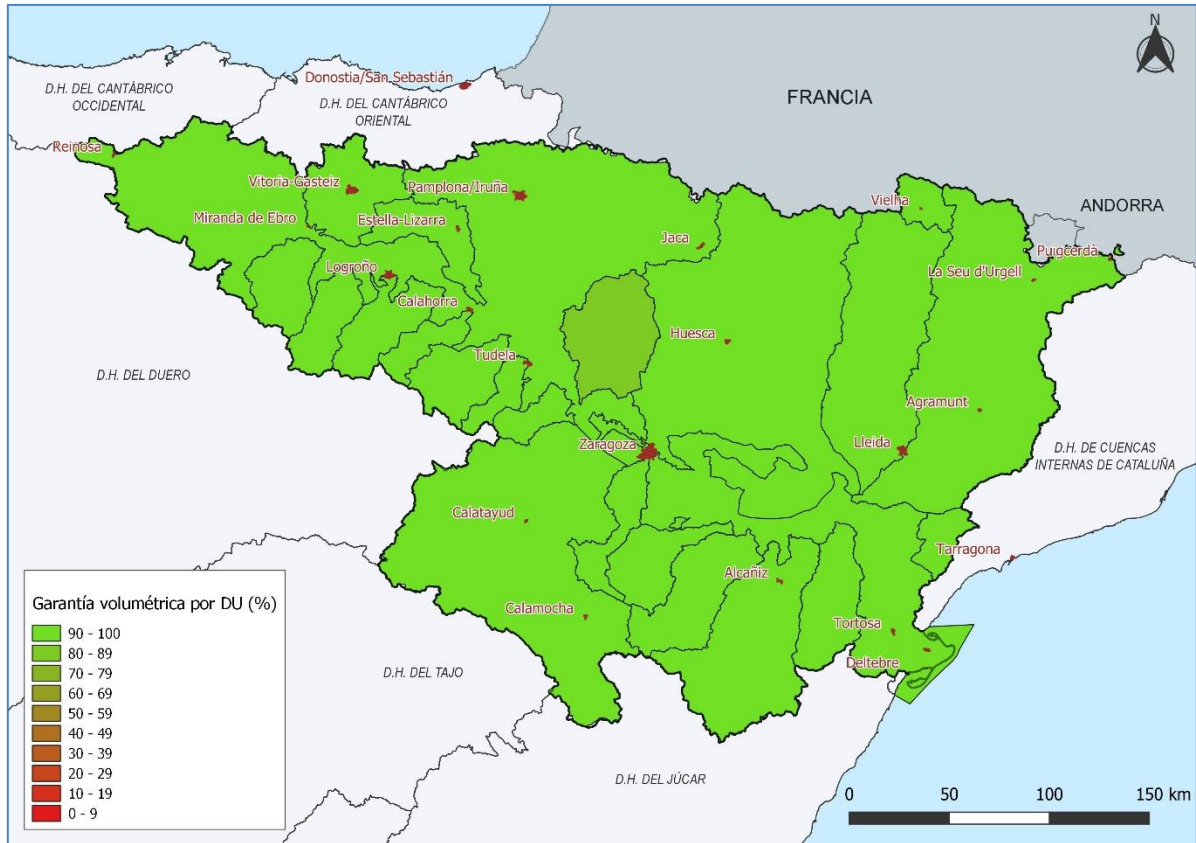 N
Donostia/San Sebastián
D.H. DEL CANTÁBRICO
OCCIDENTAL
D.H. DEL CANTÁBRICO
ORIENTAL
FRANCIA
Reinosa
Vitoria-Gasteiz
Pamplona/Iruña
Vielha
ANDORRA
Miranda de Ebro
Estella-Lizarra
Jaca
Puigcerdà
La Seu d'Urgell
Logroño
Calahorra
Huesca
Tudela
D.H. DEL DUERO
Agramunt
Zaragoza
Lleida
D.H. DE CUENCAS
INTERNAS DE CATALUÑA
Calatayud
Tarragona
Alcañiz
Calamocha
Tortosa
Deltebre
D.H. DEL TAJO
D.H. DEL JÚCAR
Garantía volumétrica por DU (%)
90 - 100
80 - 89
70 - 79
60 - 69
50 - 59
40 - 49
30 - 39
20 - 29
10 - 19
0 - 9
0 50 100 150 km